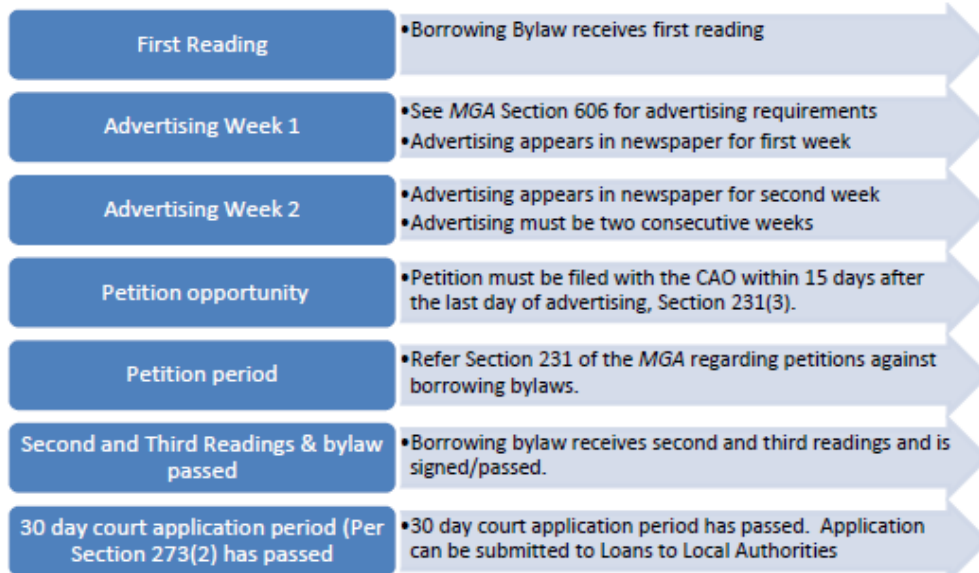 First Reading
•Borrowing Bylaw receives first reading
Advertising Week 1
•See MGA Section 606 for advertising requirements
•Advertising appears in newspaper for first week
Advertising Week 2
•Advertising appears in newspaper for second week
•Advertising must be two consecutive weeks
Petition opportunity
•Petition must be filed with the CAO within 15 days after
the last day of advertising, Section 231(3).
Petition period
•Refer Section 231 of the MGA regarding petitions against
borrowing bylaws.
Second and Third Readings & bylaw
passed
•Borrowing bylaw receives second and third readings and is
signed/passed.
30 day court application period (Per
Section 273(2) has passed
•30 day court application period has passed.  Application
can be submitted to Loans to Local Authorities